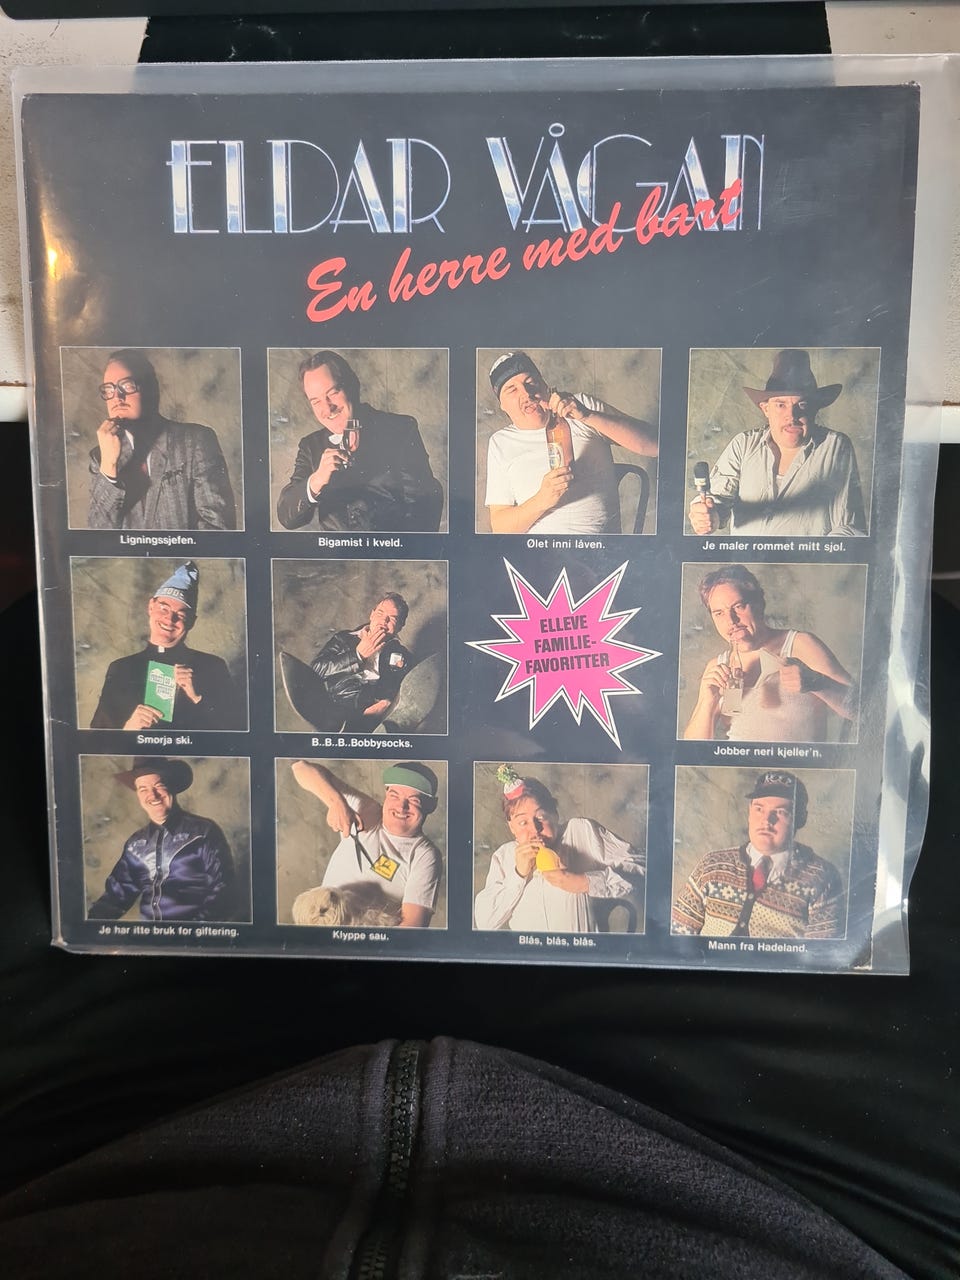 ELDAR VÅGAN
En herre med bart
Ligningssjefen.
Bigamist i kveld.
Ølet inni låven.
Je maler rommet mitt sjøl.
Smorja ski.
B..B..B..Bobbysocks.
ELLEVE
FAMILIE-
FAVORITTER
Jobber neri kjeller'n.
Je har itte bruk for giftering.
Klyppe sau.
Blås, blås, blås.
Mann fra Hadeland.